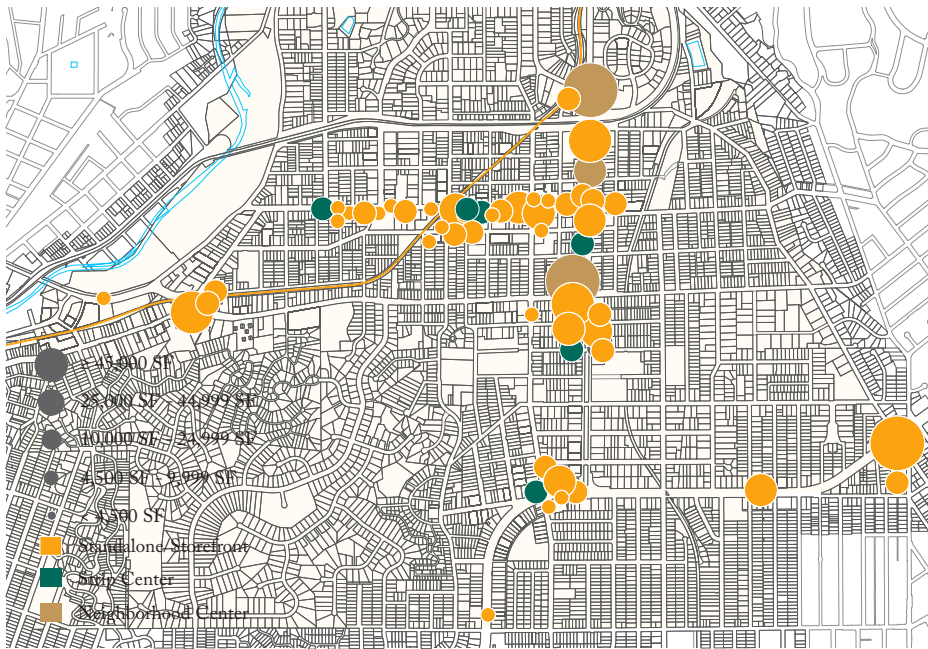 > 45,000 SF
25,000 SF - 44,999 SF
10,000 SF - 24,999 SF
4,500 SF - 9,999 SF
< 4,500 SF
Standalone/Storefront
Strip Center
Neighborhood Center